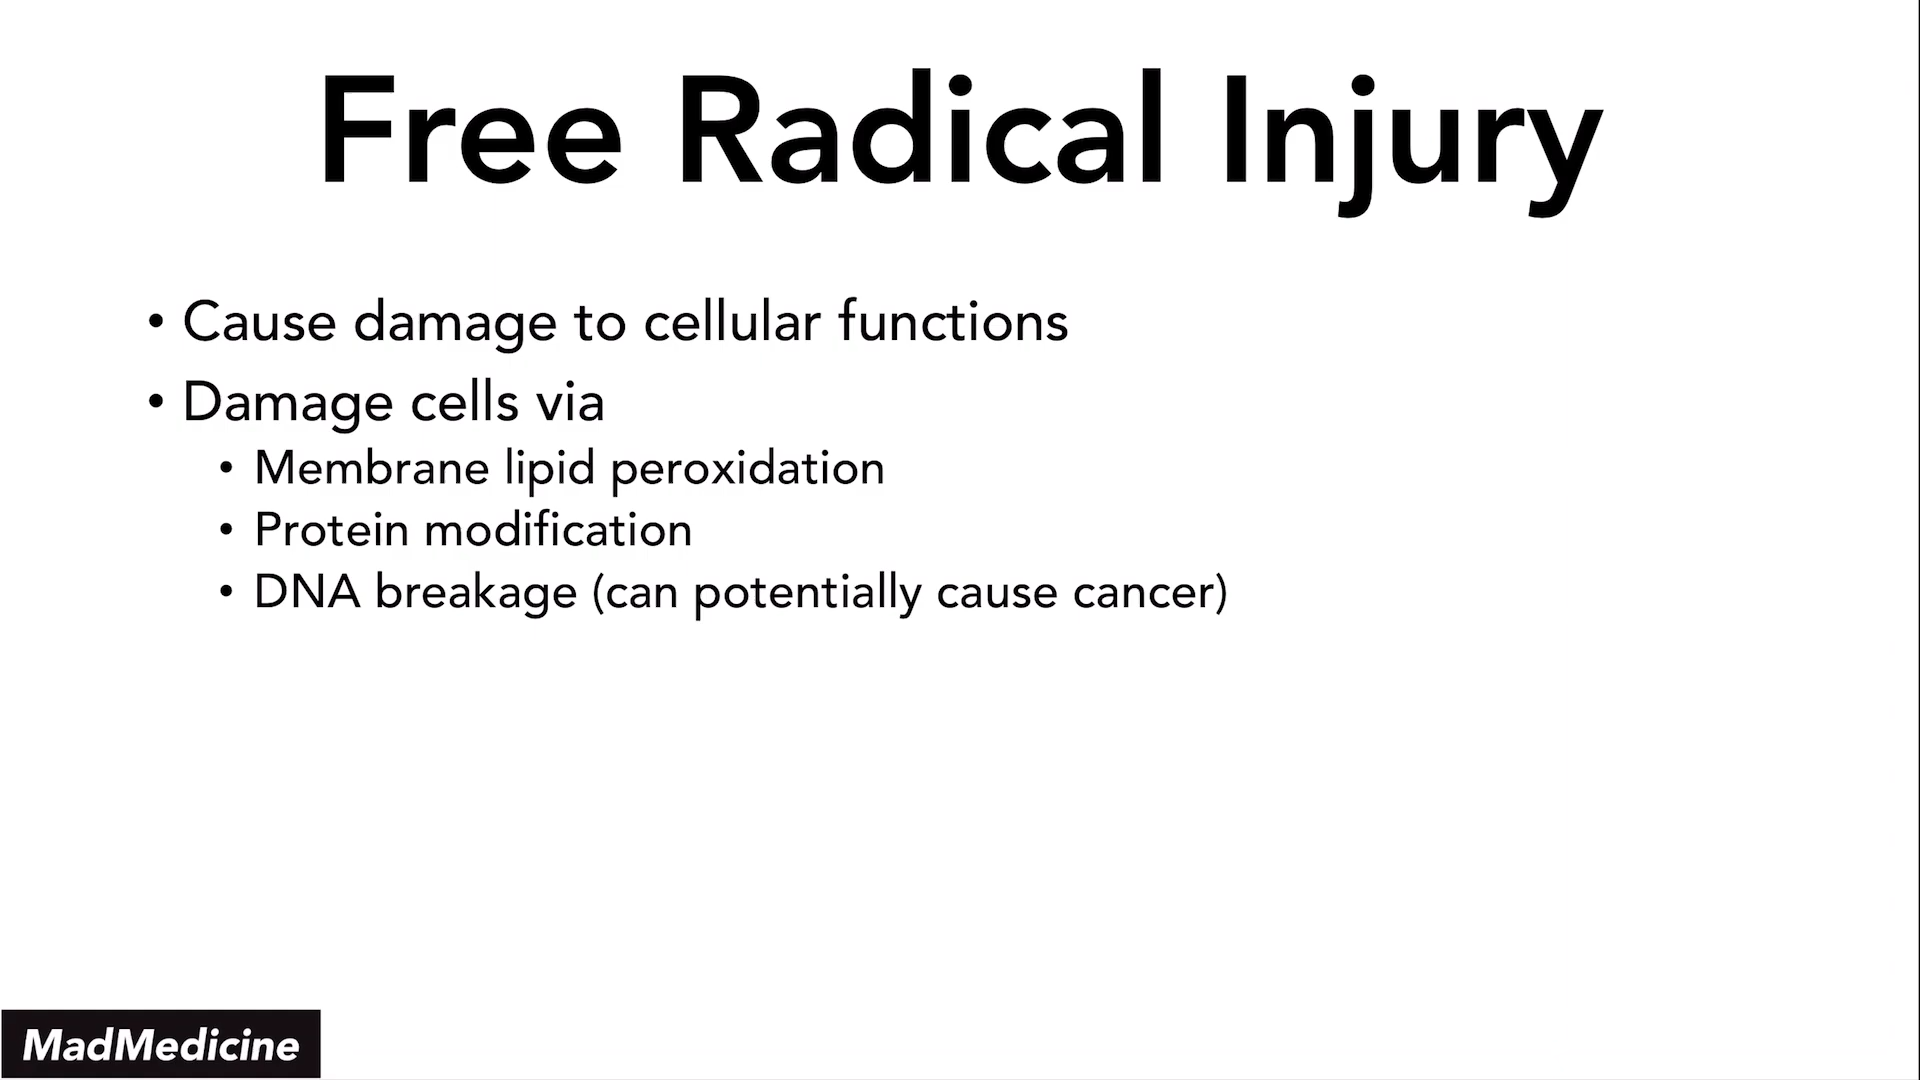 Free Radical Injury
• Cause damage to cellular functions
• Damage cells via
• Membrane lipid peroxidation
• Protein modification
• DNA breakage (can potentially cause cancer)
MadMedicine